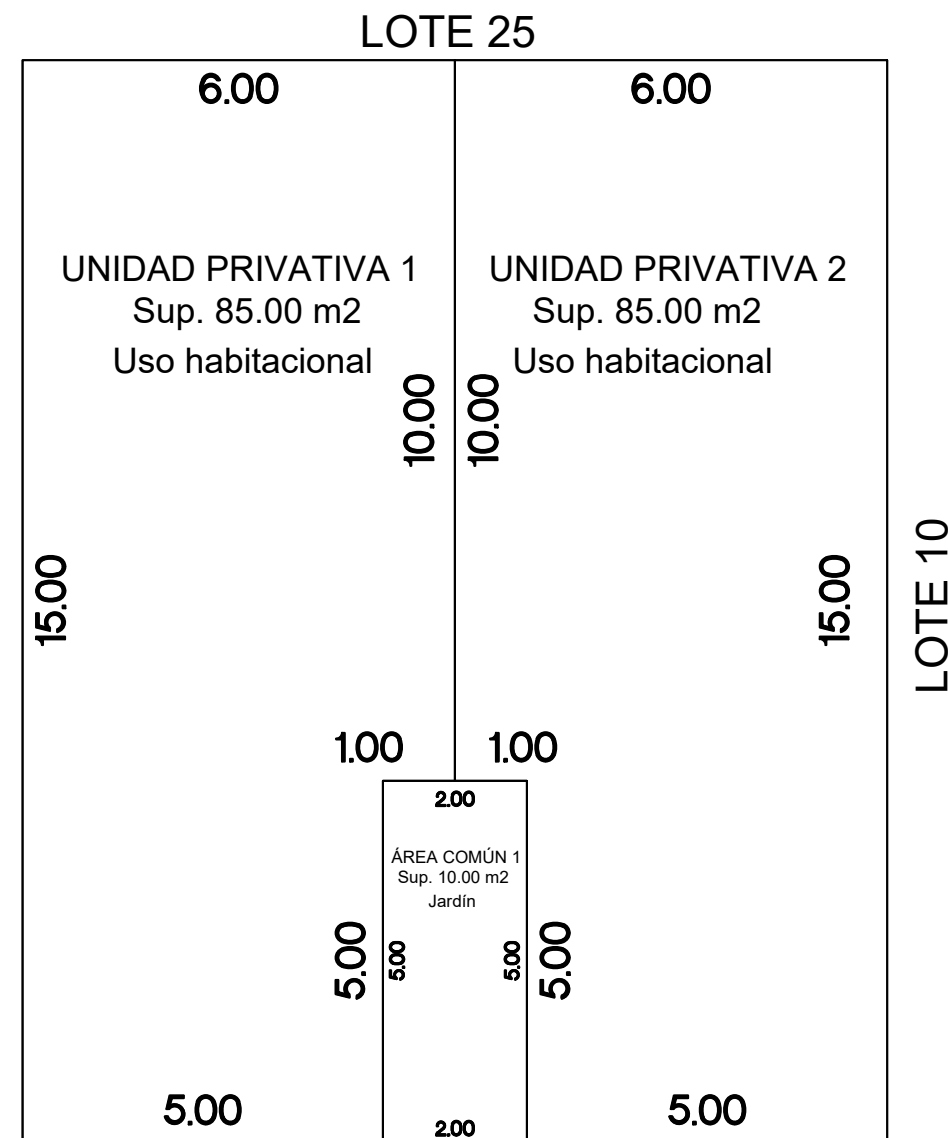 LOTE 25
6.00
6.00
UNIDAD PRIVATIVA 1
Sup. 85.00 m2
Uso habitacional
UNIDAD PRIVATIVA 2
Sup. 85.00 m2
Uso habitacional
10.00
10.00
15.00
15.00
LOTE 10
1.00
1.00
2.00
ÁREA COMÚN 1
Sup. 10.00 m2
Jardín
5.00
5.00
5.00
5.00
5.00
2.00
5.00